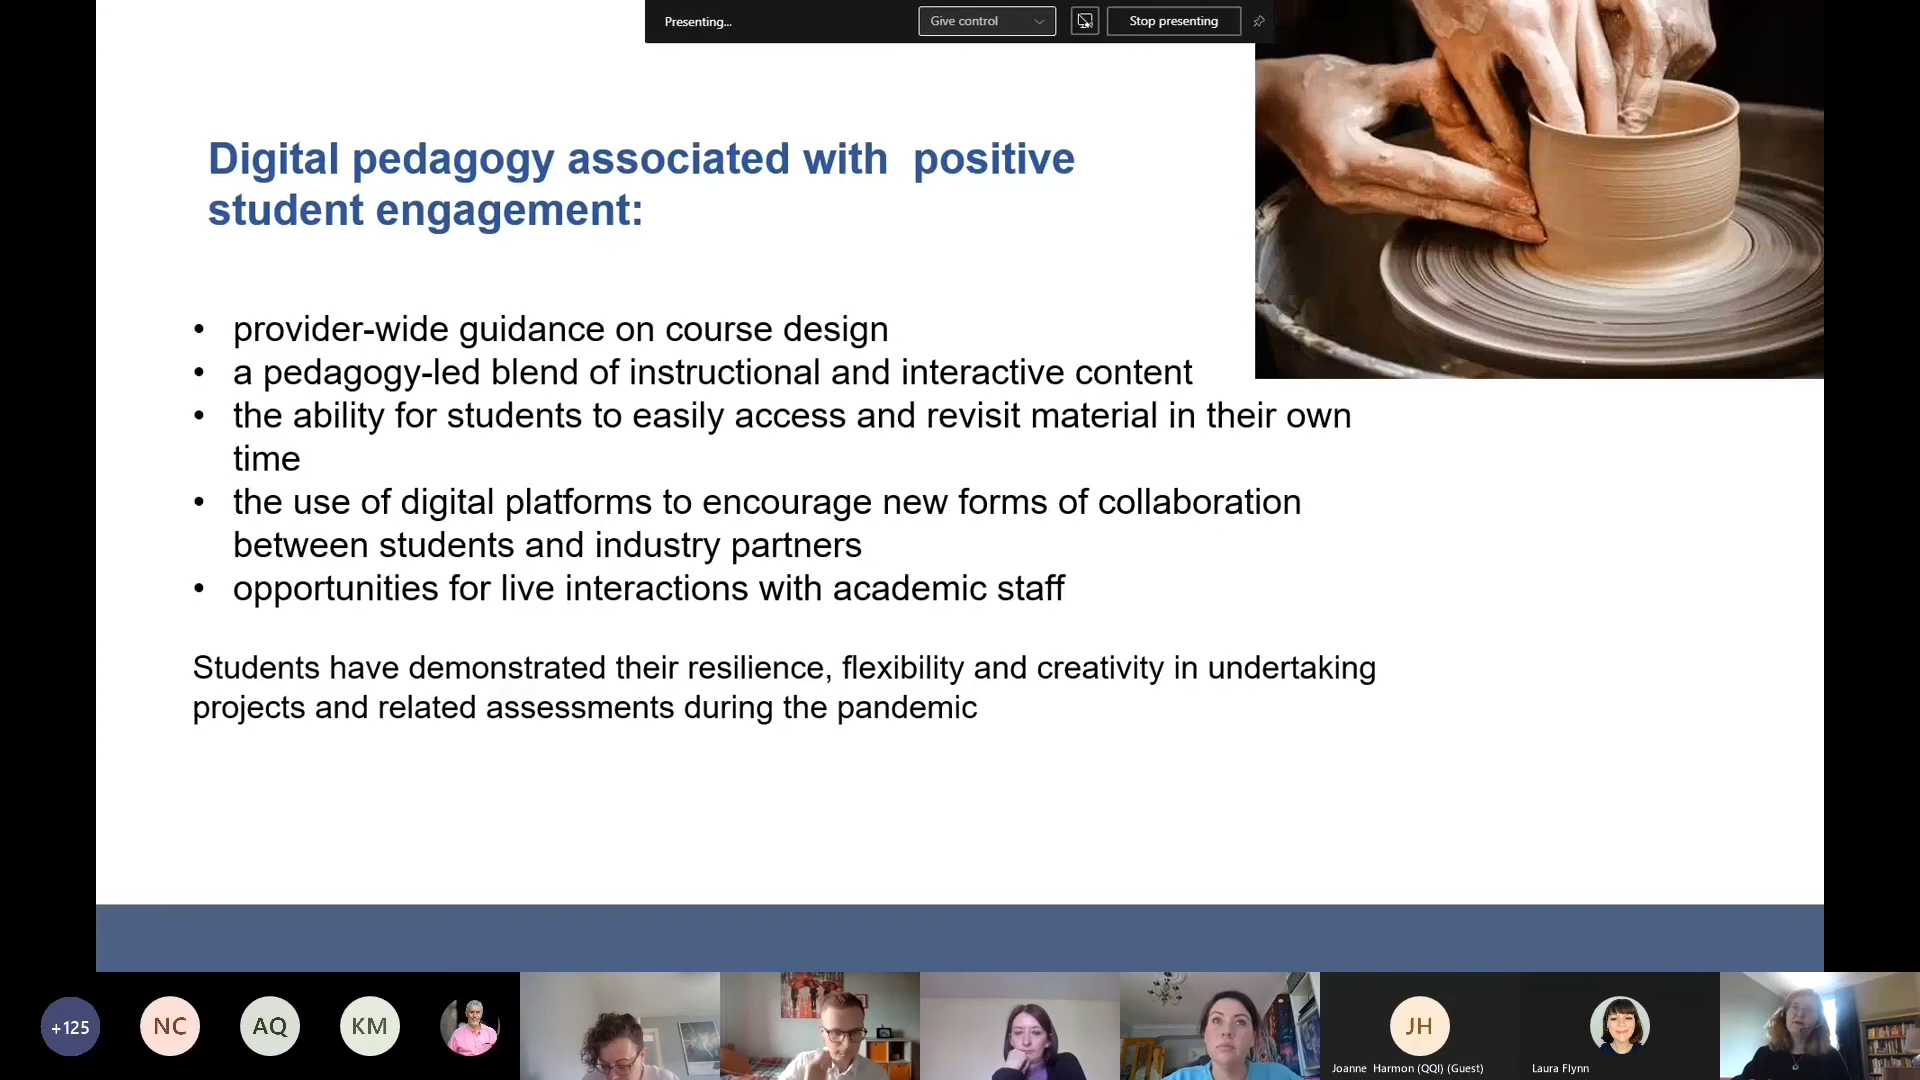 Presenting...
Give control
Stop presenting
Digital pedagogy associated with  positive
student engagement:
• provider-wide guidance on course design
• a pedagogy-led blend of instructional and interactive content
• the ability for students to easily access and revisit material in their own
time
• the use of digital platforms to encourage new forms of collaboration
between students and industry partners
• opportunities for live interactions with academic staff
Students have demonstrated their resilience, flexibility and creativity in undertaking
projects and related assessments during the pandemic
+125
NC
AQ
KM
JH
Joanne Harmon (QQI) (Guest)
Laura Flynn